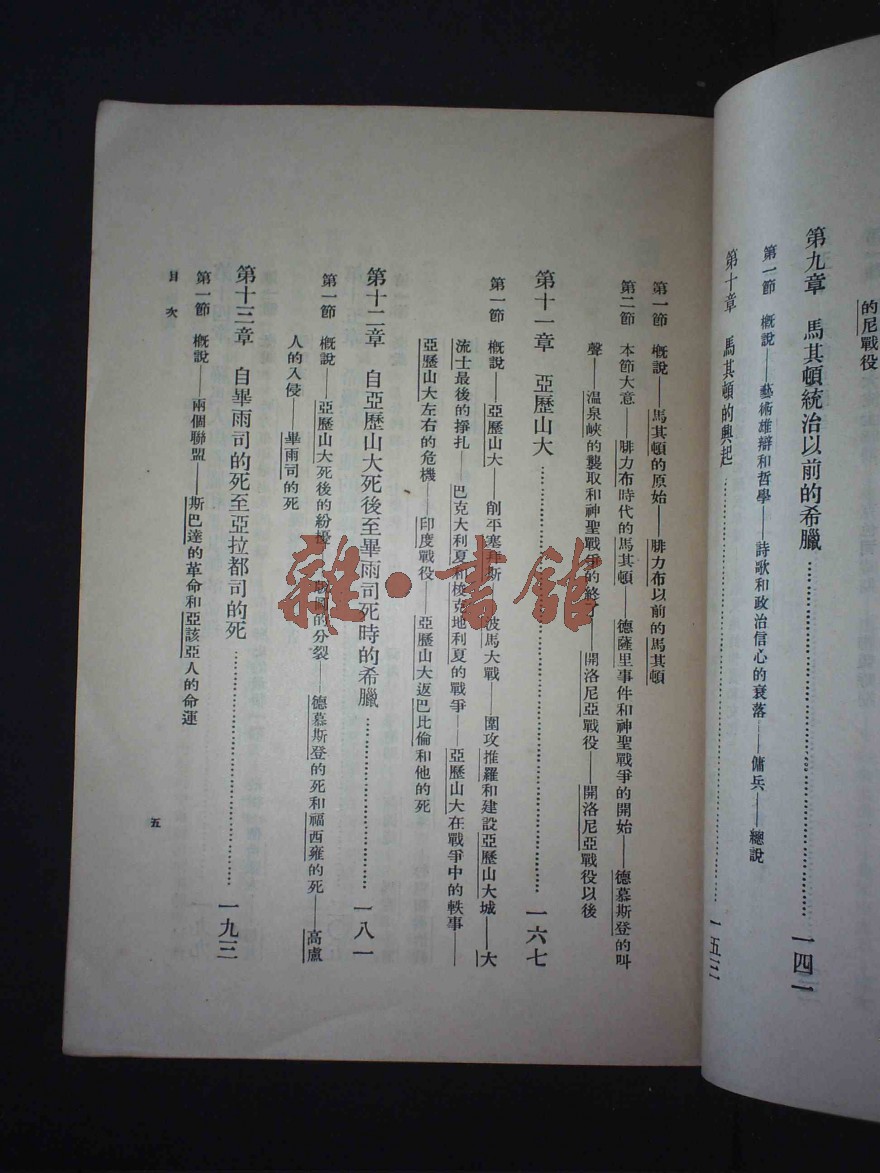 的尼戰役
第九章 馬其頓統治以前的希臘……………………一四二
第一節 槪說——藝術雄辯和哲學——詩歌和政治信心的衰落——傭兵——總說
第十章 馬其頓的興起……………………一五三
第一節 槪說——馬其頓的原始——腓力布以前的馬其頓
第二節 本節大意——腓力布時代的馬其頓——德薩里事件和神聖戰爭的開始——德慕斯登的叫
聲——溫泉峽的襲取和神聖戰爭的終了——開洛尼亞戰役——開洛尼亞戰役以後
第十一章 亞歷山大……………………一六七
第一節 槪說——亞歷山大——削平塞拜斯——波馬大戰——圍攻推羅和建設亞歷山大城——大
流士最後的掙扎——巴克大利夏和梭克地利夏的戰爭——亞歷山大在戰爭中的軼事——
亞歷山大左右的危機——印度戰役——亞歷山大返巴比倫和他的死
第十二章 自亞歷山大死後至畢雨司死時的希臘……………………一八一
第一節 槪說——亞歷山大死後的紛擾——的分裂——德慕斯登的死和福西雍的死——高盧
人的入侵——畢雨司的死
第十三章 自畢雨司的死至亞拉都司的死……………………一九三
第一節 槪說——兩個聯盟——斯巴達的革命和亞該亞人的命運
目次
五
雜·書館